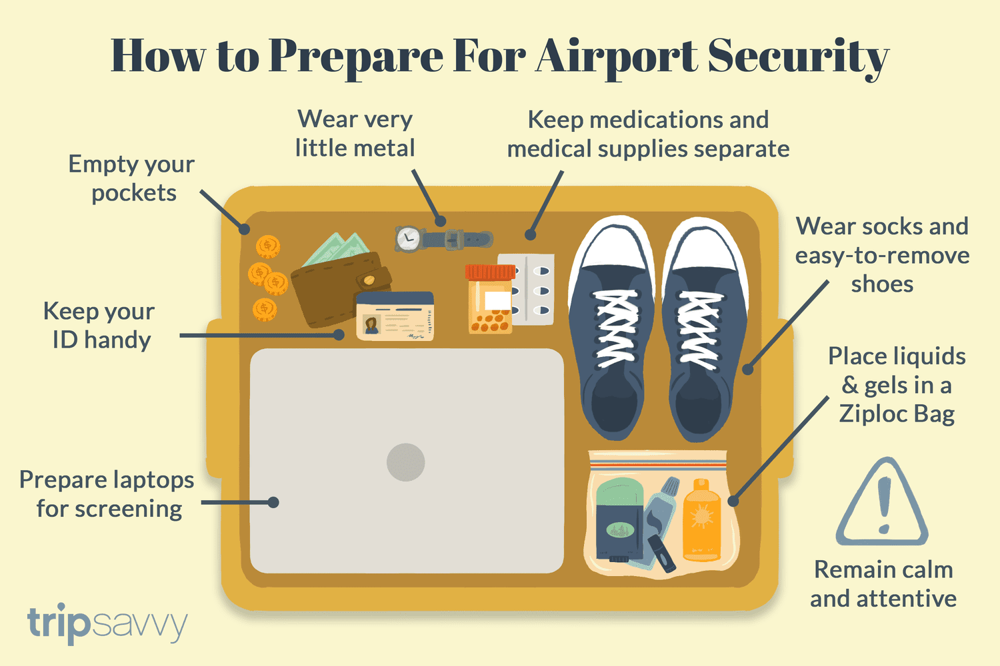 How to Prepare For Airport Security
Wear very
little metal
Keep medications and
medical supplies separate
Empty your
pockets
Wear socks and
easy-to-remove
shoes
Keep your
ID handy
Place liquids
& gels in a
Ziploc Bag
Prepare laptops
for screening
Remain calm
and attentive
tripsavvy